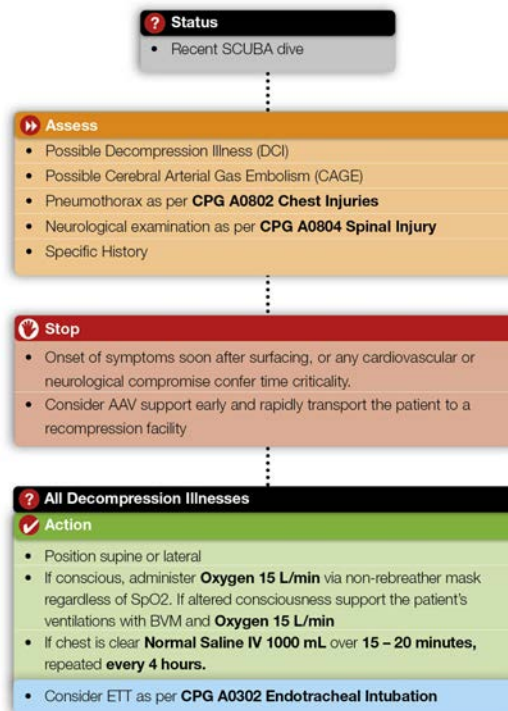 Status
• Recent SCUBA dive
Assess
• Possible Decompression Illness (DCI)
• Possible Cerebral Arterial Gas Embolism (CAGE)
• Pneumothorax as per CPG A0802 Chest Injuries
• Neurological examination as per CPG A0804 Spinal Injury
• Specific History
Stop
• Onset of symptoms soon after surfacing, or any cardiovascular or
neurological compromise confer time criticality.
• Consider AAV support early and rapidly transport the patient to a
recompression facility
? All Decompression Illnesses
Action
• Position supine or lateral
• If conscious, administer Oxygen 15 L/min via non-rebreather mask
regardless of SpO2. If altered consciousness support the patient's
ventilations with BVM and Oxygen 15 L/min
• If chest is clear Normal Saline IV 1000 mL over 15 – 20 minutes,
repeated every 4 hours.
• Consider ETT as per CPG A0302 Endotracheal Intubation